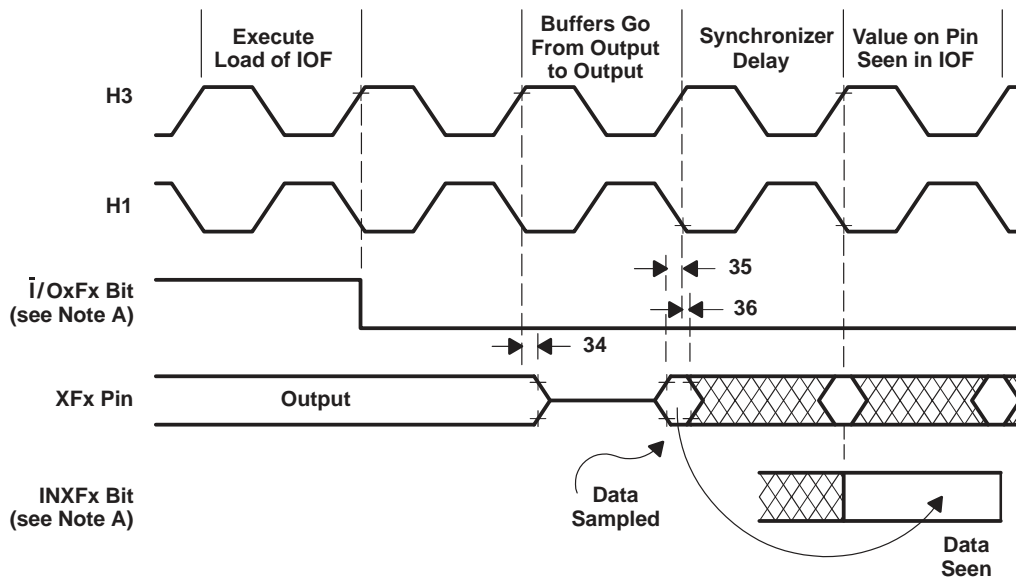 Execute
Load of IOF
Buffers Go
From Output
to Output
Synchronizer
Delay
Value on Pin
Seen in IOF
H3
H1
Ī/OxFx Bit
(see Note A)
35
36
34
XFx Pin
Output
INXFx Bit
(see Note A)
Data
Sampled
Data
Seen